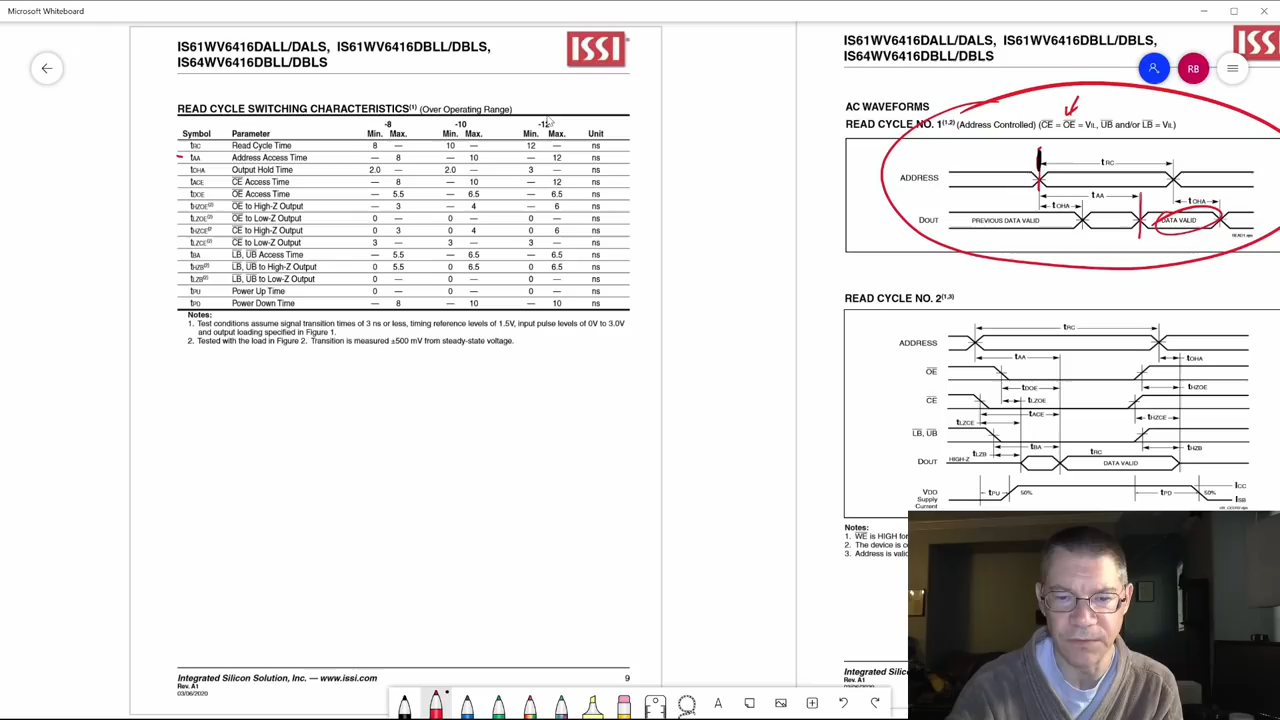 Microsoft Whiteboard
IS61WV6416DALL/DALS, IS61WV6416DBLL/DBLS,
IS64WV6416DBLL/DBLS
ISSI
READ CYCLE SWITCHING CHARACTERISTICS(1) (Over Operating Range)
-8 -10 -12
Symbol Parameter Min. Max. Min. Max. Min. Max. Unit
tRC Read Cycle Time 8 — 10 — 12 — ns
tAA Address Access Time — 8 — 10 — 12 ns
tOHA Output Hold Time 2.0 — 2.0 — 3 — ns
tACE CE Access Time — 8 — 10 — 12 ns
tDOE OE Access Time — 5.5 — 6.5 — 6.5 ns
tHZOE(2) OE to High-Z Output — 3 — 4 — 6 ns
tLZOE(2) OE to Low-Z Output 0 — 0 — 0 — ns
tHZCE(2 CE to High-Z Output 0 3 0 4 0 6 ns
tLZCE(2) CE to Low-Z Output 3 — 3 — 3 — ns
tBA LB, UB Access Time — 5.5 — 6.5 — 6.5 ns
tHZB(2) LB, UB to High-Z Output 0 5.5 0 6.5 0 6.5 ns
tLZB(2) LB, UB to Low-Z Output 0 — 0 — 0 — ns
tPU Power Up Time 0 — 0 — 0 — ns
tPD Power Down Time — 8 — 10 — 10 ns
Notes:
1. Test conditions assume signal transition times of 3 ns or less, timing reference levels of 1.5V, input pulse levels of 0V to 3.0V
and output loading specified in Figure 1.
2. Tested with the load in Figure 2. Transition is measured ±500 mV from steady-state voltage.
Integrated Silicon Solution, Inc. — www.issi.com 9
Rev. A1
03/06/2020
IS61WV6416DALL/DALS, IS61WV6416DBLL/DBLS,
IS64WV6416DBLL/DBLS
ISSI
RB
AC WAVEFORMS
READ CYCLE NO. 1(1,2) (Address Controlled) (CE = OE = VIL, UB and/or LB = VIL)
tRC
ADDRESS
tAA
tOHA tOHA
DOUT PREVIOUS DATA VALID DATA VALID
READ CYCLE NO. 2(1,3)
tRC
ADDRESS
tAA tOHA
OE
tDOE tHZOE
tLZOE
CE
tACE tHZCE
tLZCE
LB, UB
tBA tHZB
tLZB tRC
DOUT HIGH-Z DATA VALID
VDD tPU 50% tPD 50% ICC
Supply ISB
Current
Notes:
1. WE is HIGH for
2. The device is c
3. Address is vali
Integrated Silicon
Rev. A1
A